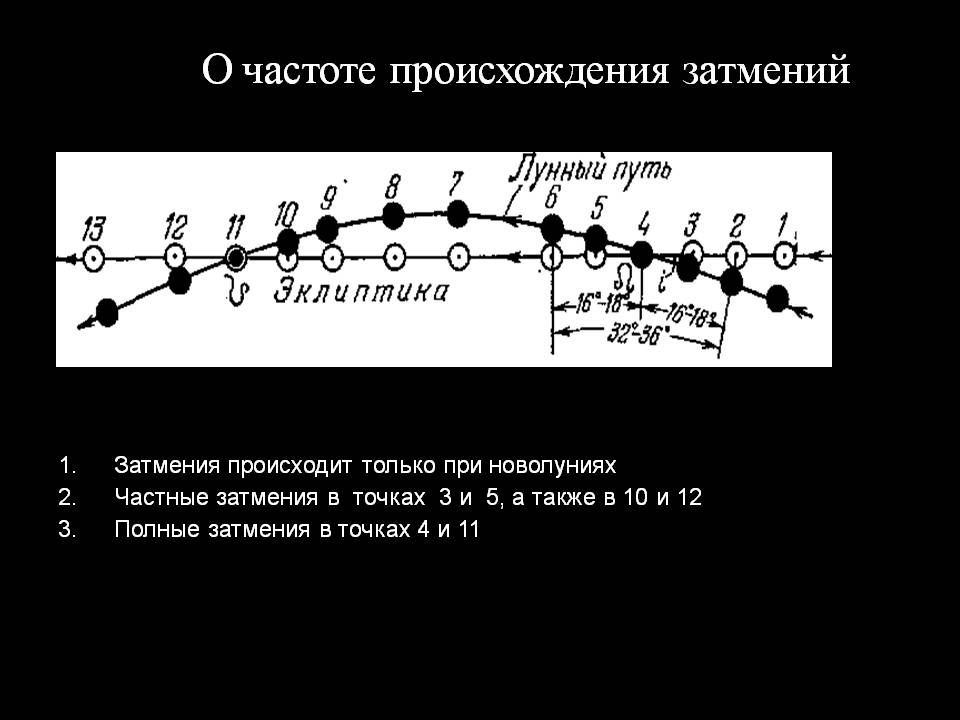 О частоте происхождения затмений
Лунный путь
13 12 11 10 9 8 7 6 5 4 3 2 1
☋ Эклиптика ☊ i
16°-18° 16°-18°
32°-36°
1. Затмения происходит только при новолуниях
2. Частные затмения в точках 3 и 5, а также в 10 и 12
3. Полные затмения в точках 4 и 11